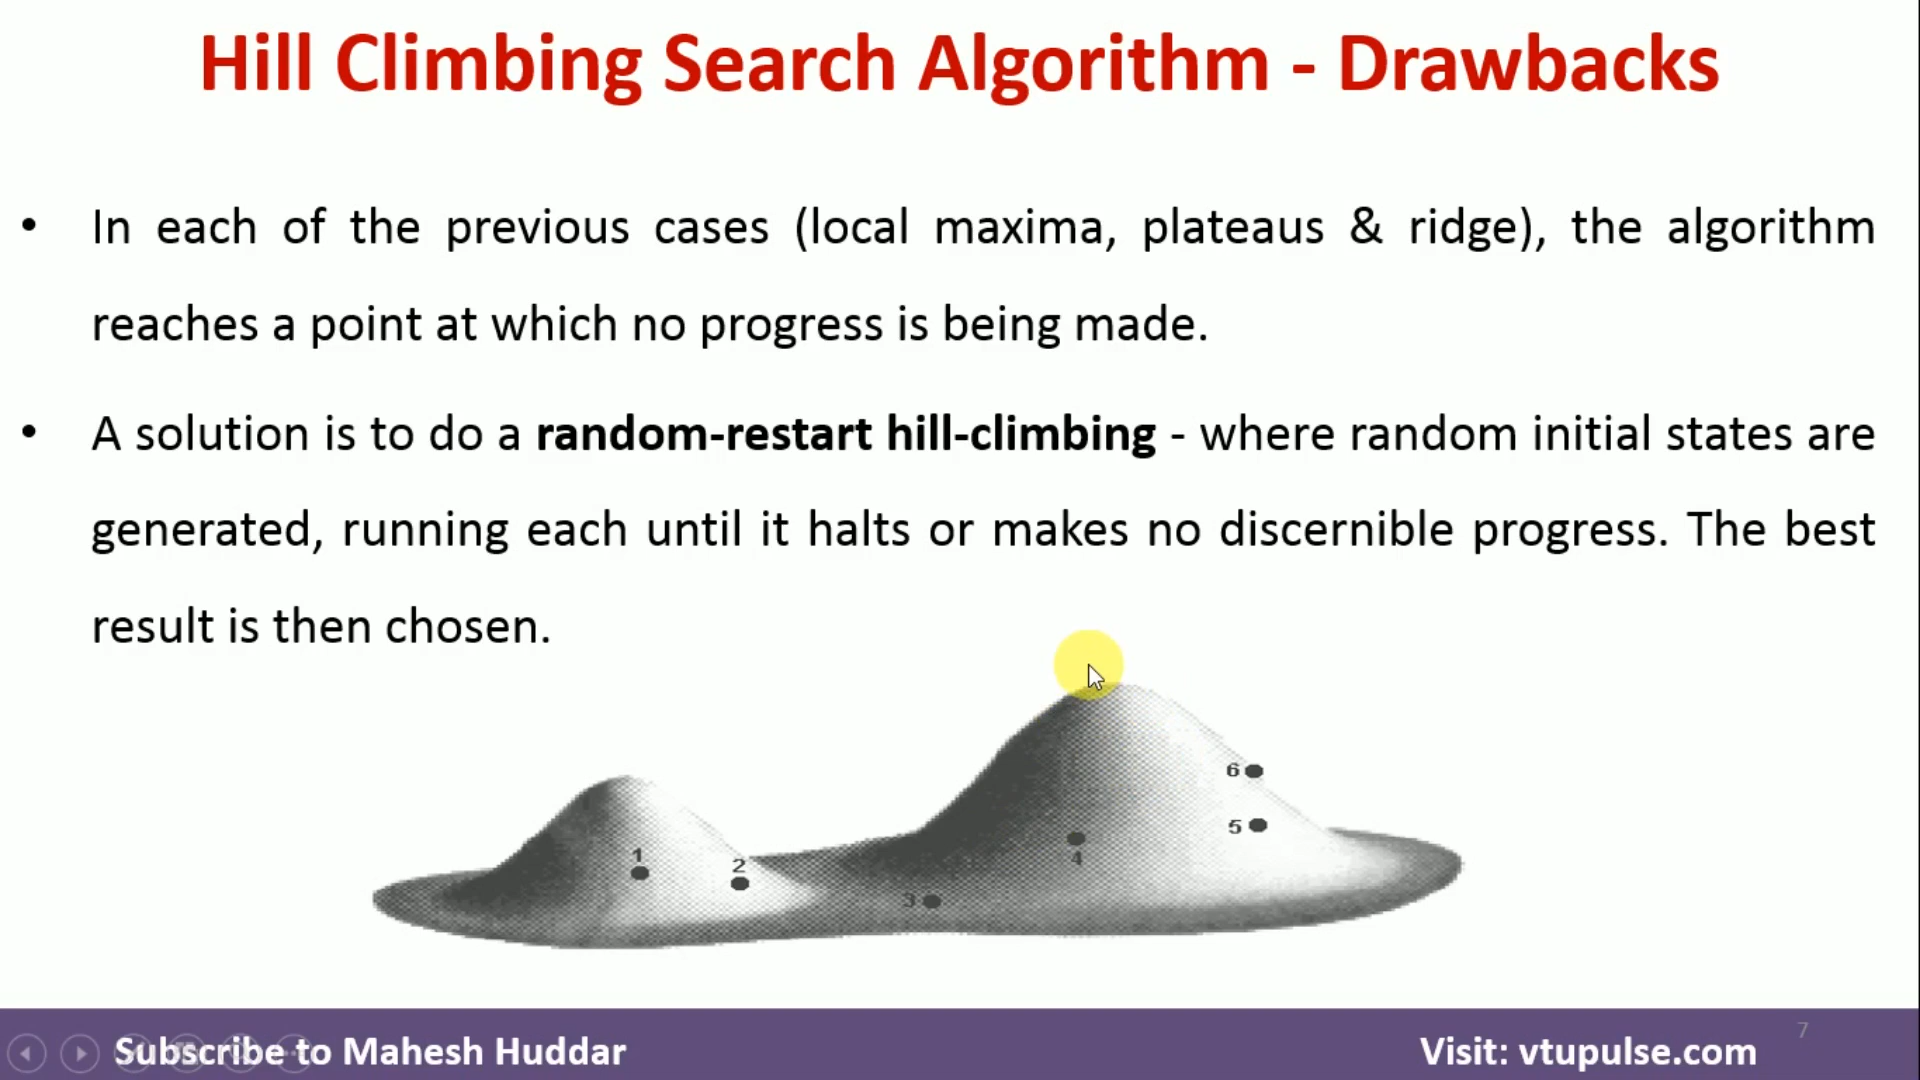 Hill Climbing Search Algorithm - Drawbacks
• In each of the previous cases (local maxima, plateaus & ridge), the algorithm
reaches a point at which no progress is being made.
• A solution is to do a random-restart hill-climbing - where random initial states are
generated, running each until it halts or makes no discernible progress. The best
result is then chosen.
6
5
1
2
4
3
7
Subscribe to Mahesh Huddar
Visit: vtupulse.com